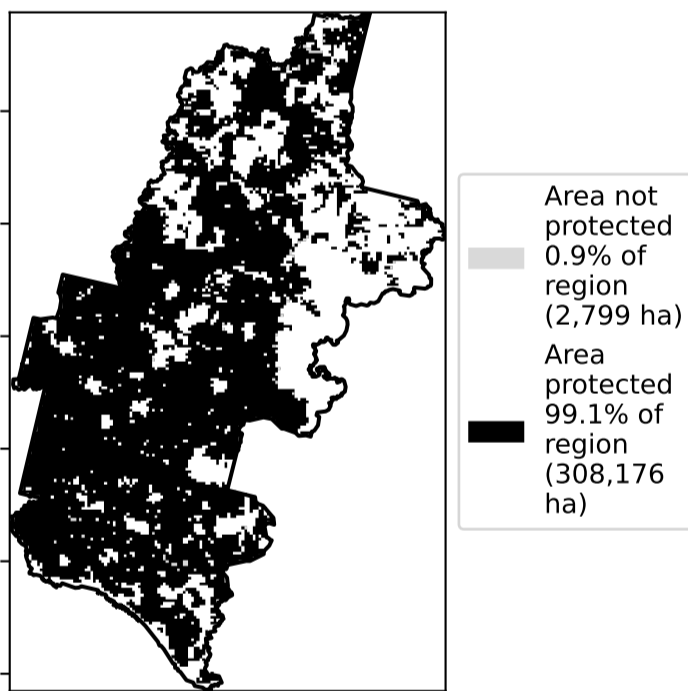 Area not
protected
0.9% of
region
(2,799 ha)
Area
protected
99.1% of
region
(308,176
ha)